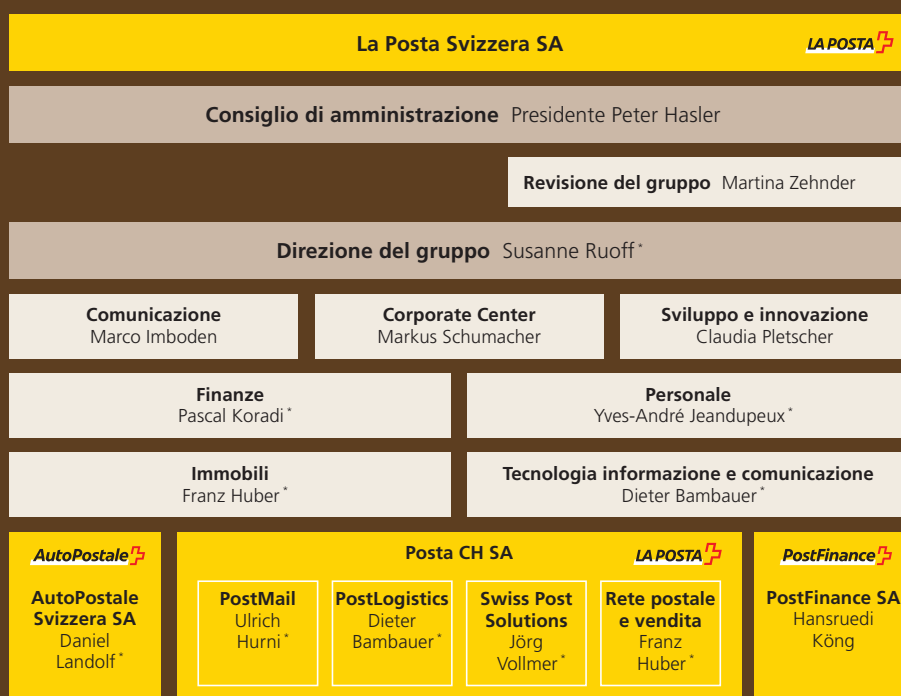 La Posta Svizzera SA
LA POSTA
Consiglio di amministrazione Presidente Peter Hasler
Revisione del gruppo Martina Zehnder
Direzione del gruppo Susanne Ruoff *
Comunicazione
Marco Imboden
Corporate Center
Markus Schumacher
Sviluppo e innovazione
Claudia Pletscher
Finanze
Pascal Koradi *
Personale
Yves-André Jeandupeux *
Immobili
Franz Huber *
Tecnologia informazione e comunicazione
Dieter Bambauer *
AutoPostale
AutoPostale
Svizzera SA
Daniel
Landolf *
Posta CH SA
LA POSTA
PostMail
Ulrich
Hurni *
PostLogistics
Dieter
Bambauer *
Swiss Post
Solutions
Jörg
Vollmer *
Rete postale
e vendita
Franz
Huber *
PostFinance
PostFinance SA
Hansruedi
Köng